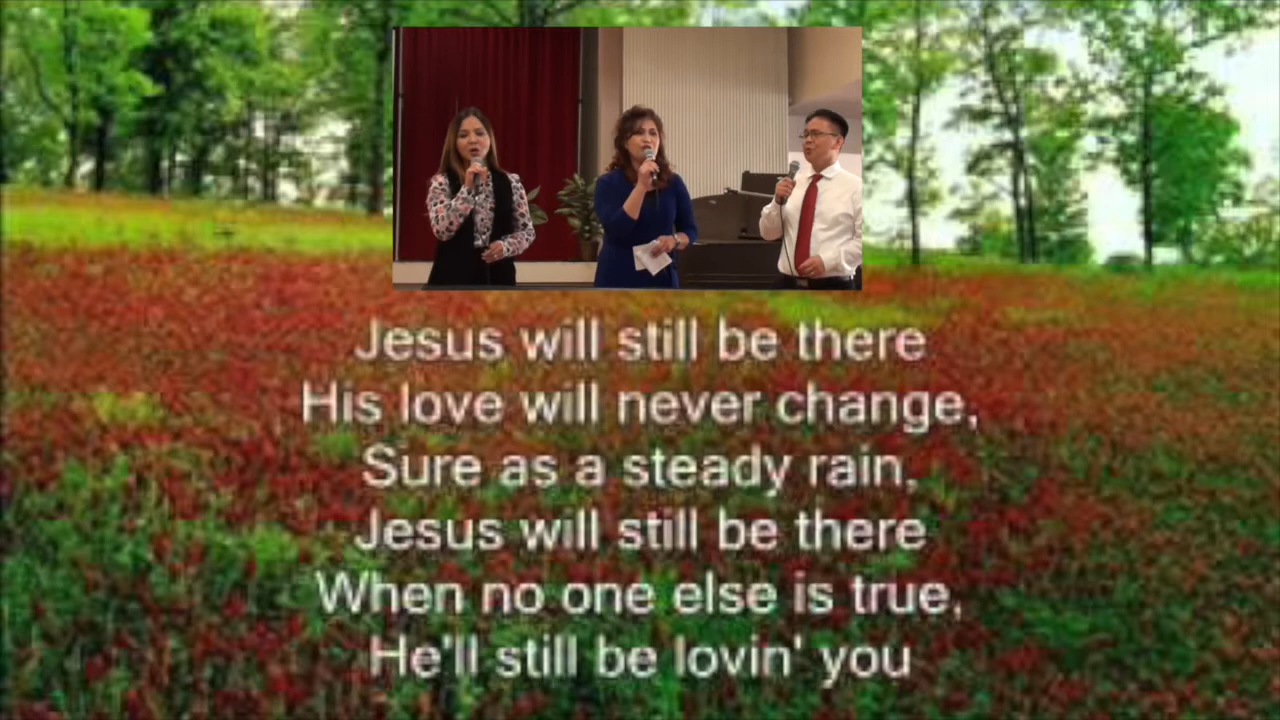 Jesus will still be there
His love will never change,
Sure as a steady rain,
Jesus will still be there
When no one else is true,
He'll still be lovin' you